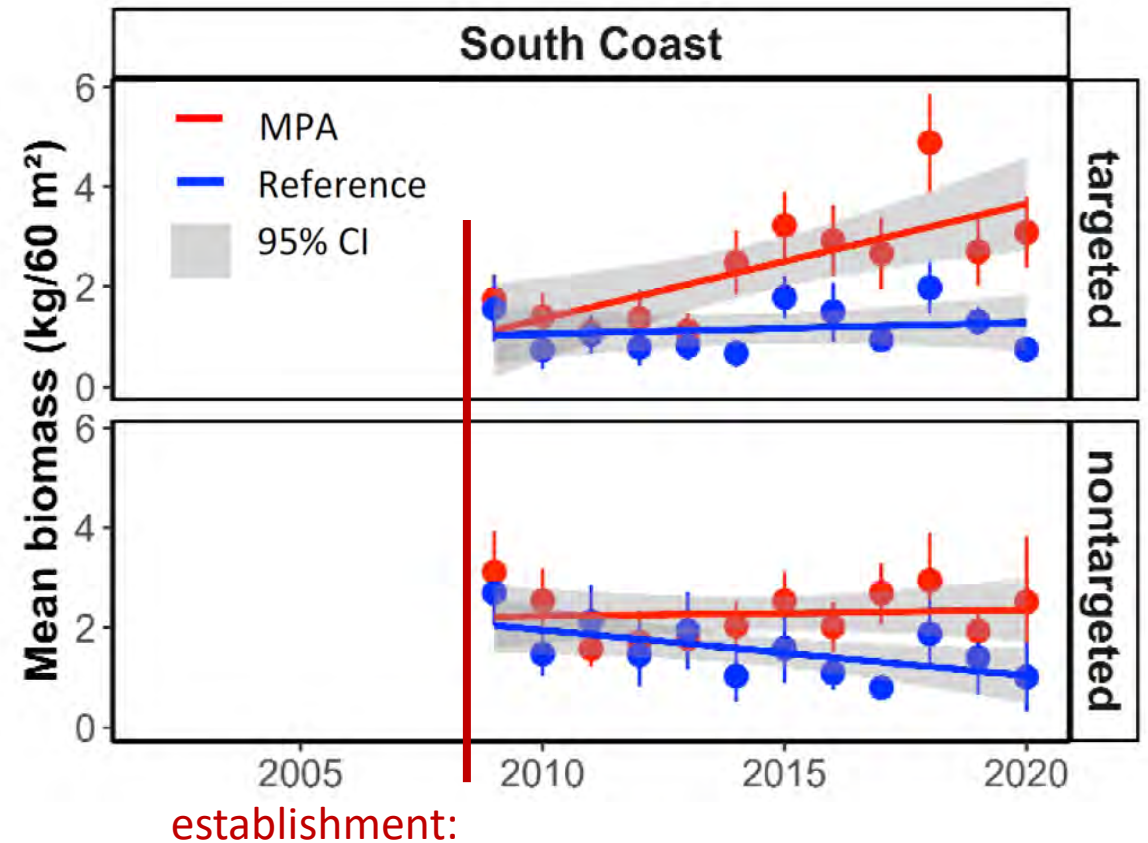 South Coast
Mean biomass (kg/60 m²)
6
4
2
0
MPA
Reference
95% CI
targeted
6
4
2
0
nontargeted
2005
2010
2015
2020
establishment: